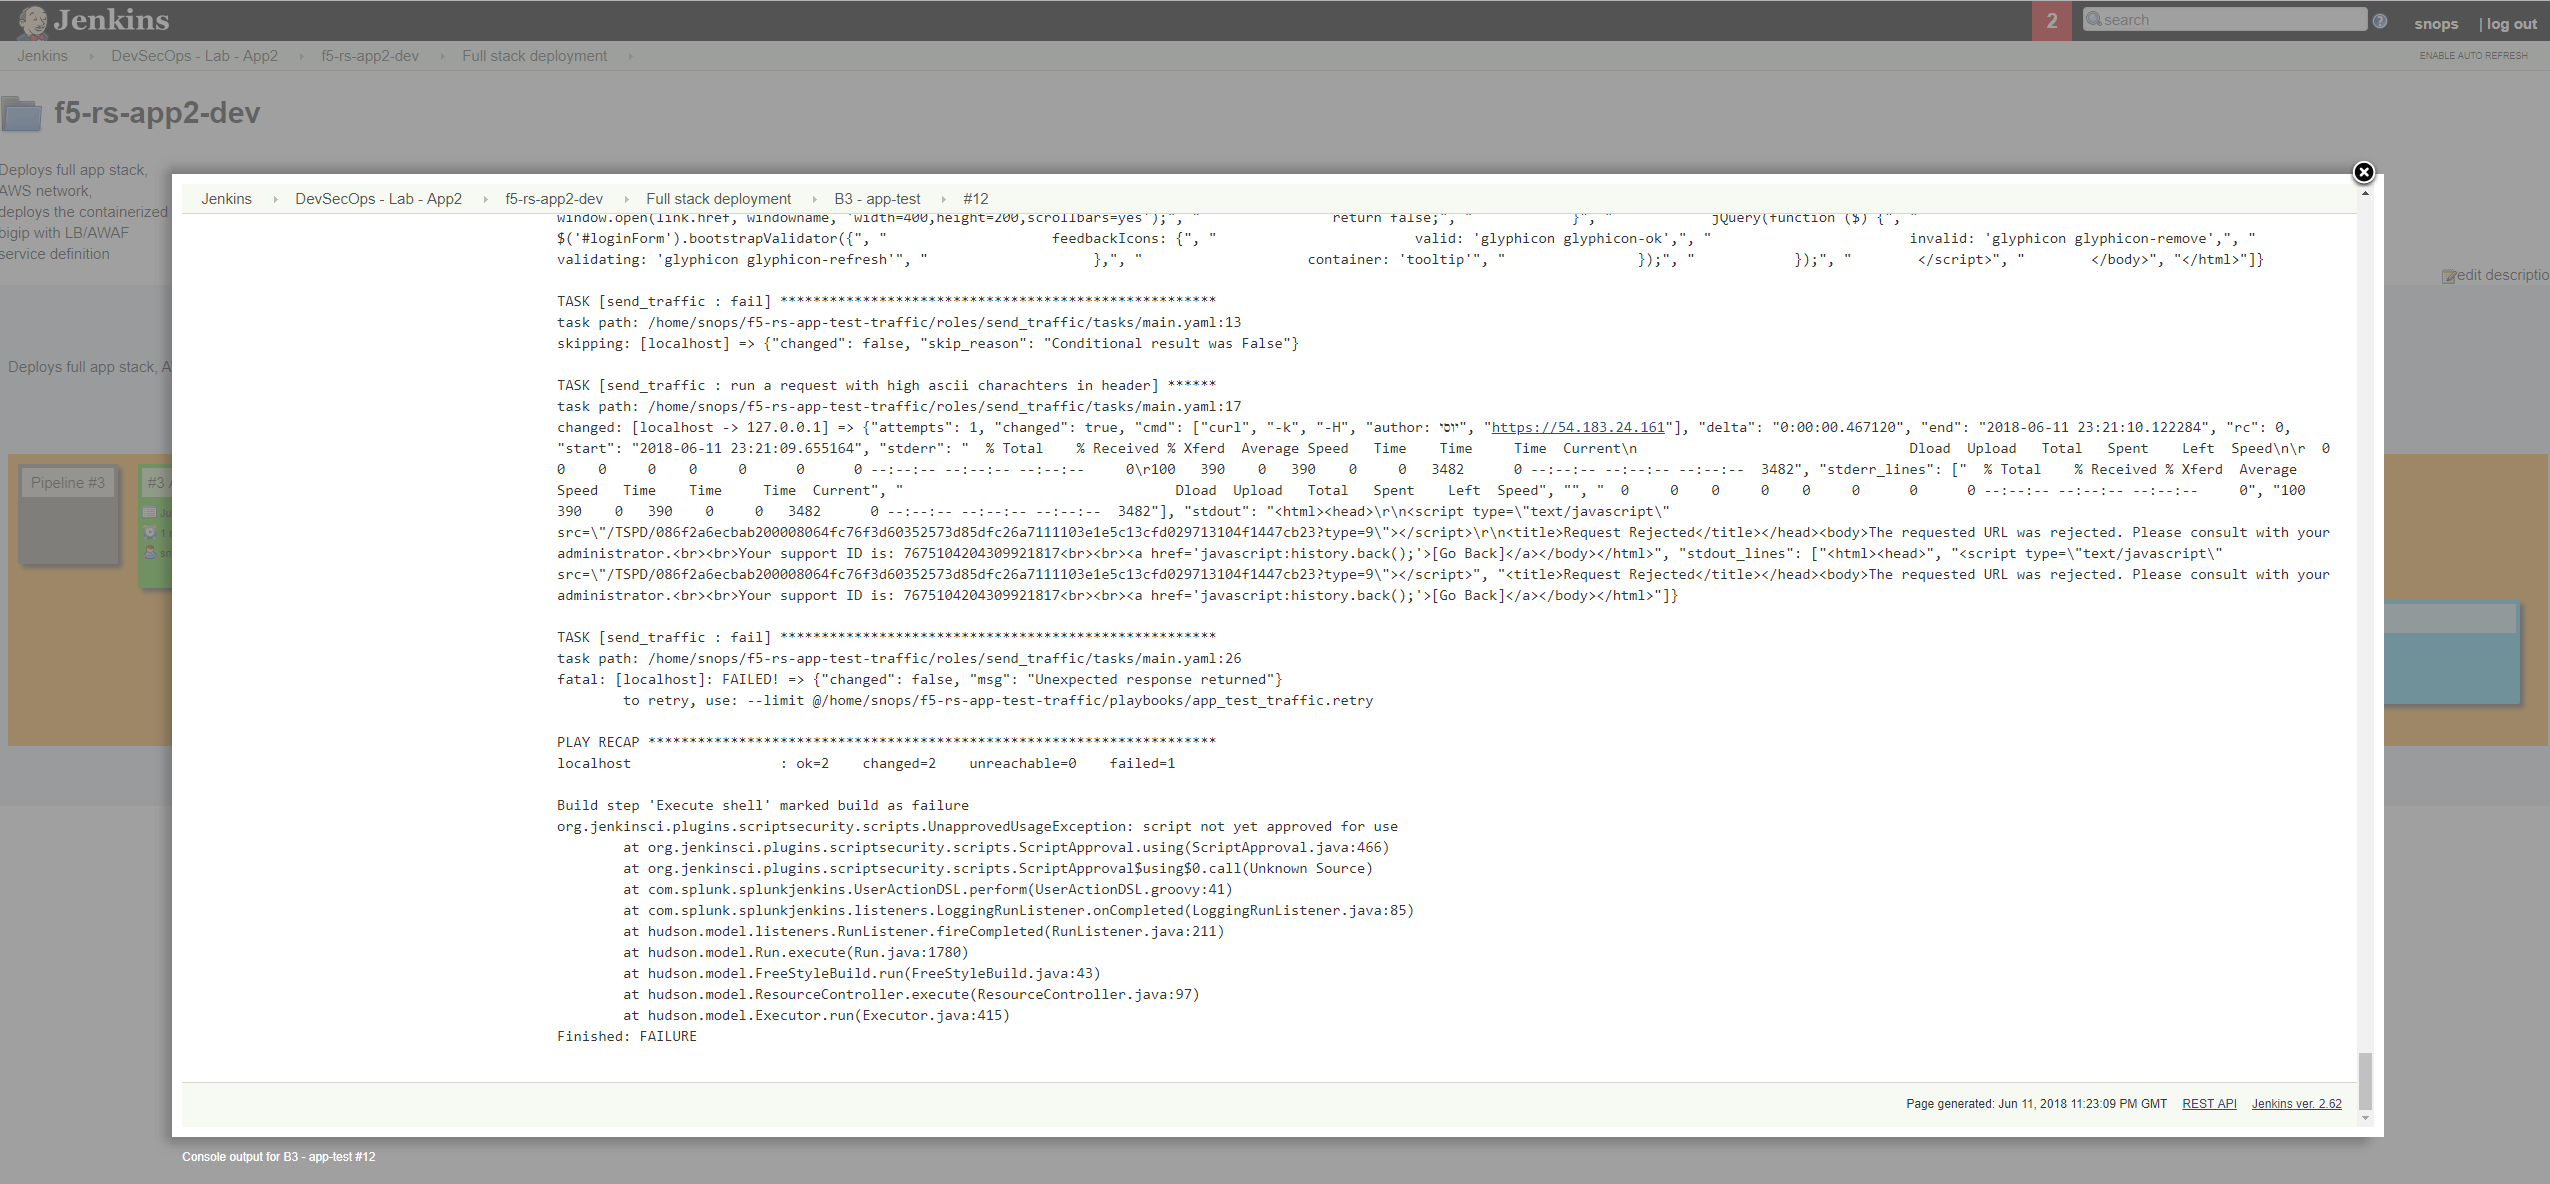 Jenkins
2
search
snops
| log out
Jenkins DevSecOps - Lab - App2 f5-rs-app2-dev Full stack deployment
ENABLE AUTO REFRESH
f5-rs-app2-dev
Deploys full app stack,
AWS network,
deploys the containerized
bigip with LB/AWAF
service definition
edit descriptio
Deploys full app stack, A
Pipeline #3
#3
Jenkins DevSecOps - Lab - App2 f5-rs-app2-dev Full stack deployment B3 - app-test #12
window.open(link.href, windowname, 'width=400,height=200,scrollbars=yes');", " return false;", " }", " jQuery(function ($) {", "
$('#loginForm').bootstrapValidator({", " feedbackIcons: {", " valid: 'glyphicon glyphicon-ok',", " invalid: 'glyphicon glyphicon-remove',", "
validating: 'glyphicon glyphicon-refresh'", " },", " container: 'tooltip'", " });", " });", " </script>", " </body>", "</html>"]}
TASK [send_traffic : fail] *****************************************************
task path: /home/snops/f5-rs-app-test-traffic/roles/send_traffic/tasks/main.yaml:13
skipping: [localhost] => {"changed": false, "skip_reason": "Conditional result was False"}
TASK [send_traffic : run a request with high ascii charachters in header] ******
task path: /home/snops/f5-rs-app-test-traffic/roles/send_traffic/tasks/main.yaml:17
changed: [localhost -> 127.0.0.1] => {"attempts": 1, "changed": true, "cmd": ["curl", "-k", "-H", "author: יוסי", "https://54.183.24.161"], "delta": "0:00:00.467120", "end": "2018-06-11 23:21:10.122284", "rc": 0,
"start": "2018-06-11 23:21:09.655164", "stderr": " % Total % Received % Xferd Average Speed Time Time Time Current\n Dload Upload Total Spent Left Speed\n\r 0
0 0 0 0 0 0 0 --:--:-- --:--:-- --:--:-- 0\r100 390 0 390 0 0 3482 0 --:--:-- --:--:-- --:--:-- 3482", "stderr_lines": [" % Total % Received % Xferd Average
Speed Time Time Time Current", " Dload Upload Total Spent Left Speed", "", " 0 0 0 0 0 0 0 0 --:--:-- --:--:-- --:--:-- 0", "100
390 0 390 0 0 3482 0 --:--:-- --:--:-- --:--:-- 3482"], "stdout": "<html><head>\r\n<script type=\"text/javascript\"
src=\"/TSPD/086f2a6ecbab200008064fc76f3d60352573d85dfc26a7111103e1e5c13cfd029713104f1447cb23?type=9\"></script>\r\n<title>Request Rejected</title></head><body>The requested URL was rejected. Please consult with your
administrator.<br><br>Your support ID is: 7675104204309921817<br><br><a href='javascript:history.back();'>[Go Back]</a></body></html>", "stdout_lines": ["<html><head>", "<script type=\"text/javascript\"
src=\"/TSPD/086f2a6ecbab200008064fc76f3d60352573d85dfc26a7111103e1e5c13cfd029713104f1447cb23?type=9\"></script>", "<title>Request Rejected</title></head><body>The requested URL was rejected. Please consult with your
administrator.<br><br>Your support ID is: 7675104204309921817<br><br><a href='javascript:history.back();'>[Go Back]</a></body></html>"]}
TASK [send_traffic : fail] *****************************************************
task path: /home/snops/f5-rs-app-test-traffic/roles/send_traffic/tasks/main.yaml:26
fatal: [localhost]: FAILED! => {"changed": false, "msg": "Unexpected response returned"}
to retry, use: --limit @/home/snops/f5-rs-app-test-traffic/playbooks/app_test_traffic.retry
PLAY RECAP *********************************************************************
localhost : ok=2 changed=2 unreachable=0 failed=1
Build step 'Execute shell' marked build as failure
org.jenkinsci.plugins.scriptsecurity.scripts.UnapprovedUsageException: script not yet approved for use
at org.jenkinsci.plugins.scriptsecurity.scripts.ScriptApproval.using(ScriptApproval.java:466)
at org.jenkinsci.plugins.scriptsecurity.scripts.ScriptApproval$using$0.call(Unknown Source)
at com.splunk.splunkjenkins.UserActionDSL.perform(UserActionDSL.groovy:41)
at com.splunk.splunkjenkins.listeners.LoggingRunListener.onCompleted(LoggingRunListener.java:85)
at hudson.model.listeners.RunListener.fireCompleted(RunListener.java:211)
at hudson.model.Run.execute(Run.java:1780)
at hudson.model.FreeStyleBuild.run(FreeStyleBuild.java:43)
at hudson.model.ResourceController.execute(ResourceController.java:97)
at hudson.model.Executor.run(Executor.java:415)
Finished: FAILURE
Page generated: Jun 11, 2018 11:23:09 PM GMT REST API Jenkins ver. 2.62
Console output for B3 - app-test #12